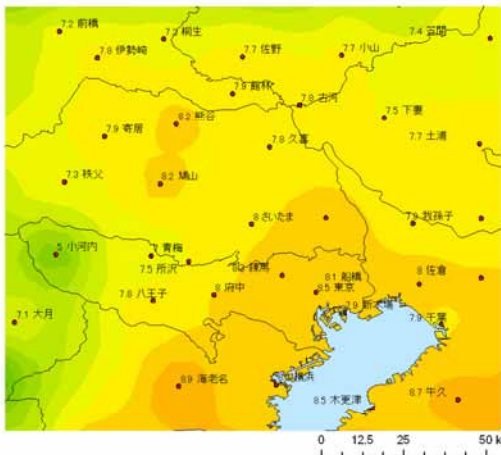 7.2 前橋
7.3 桐生
7.8 伊勢崎
7.7 佐野
7.7 小山
7.4 笠間
7.9 館林
7.8 古河
7.5 下妻
8.2 熊谷
7.9 寄居
7.8 久喜
7.7 土浦
7.3 秩父
8.2 鳩山
8 さいたま
7.9 我孫子
5 小河内
7 青梅
7.5 所沢
8.3 練馬
8.1 船橋
8 佐倉
7.8 八王子
8 府中
8.5 東京
7.9 新木場
7.9 千葉
7.1 大月
8.9 海老名
横浜
8.5 木更津
8.7 牛久
0 12.5 25 50 k